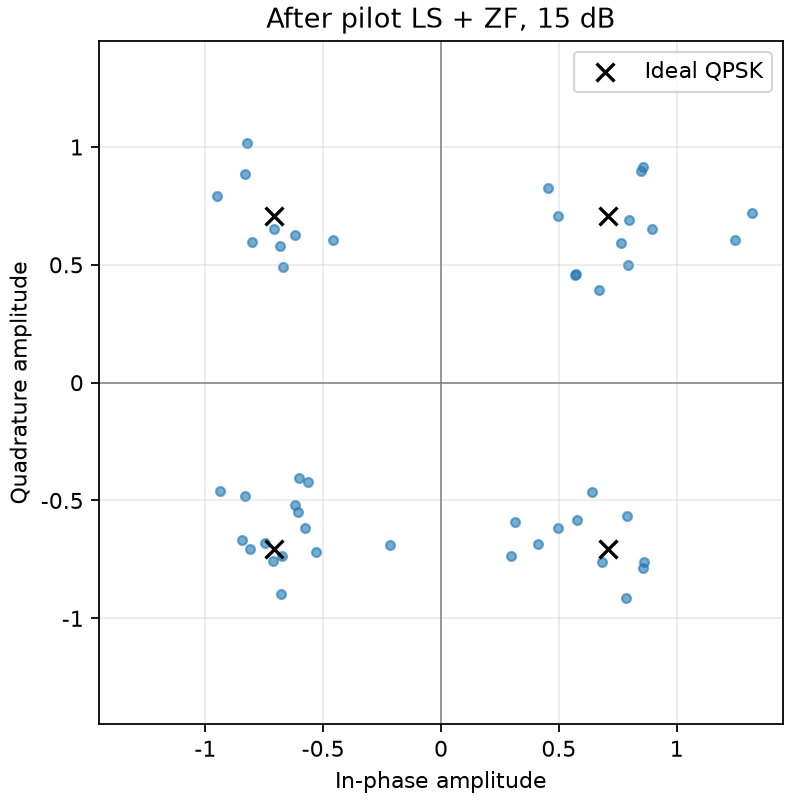 After pilot LS + ZF, 15 dB
Ideal QPSK
1
0.5
0
-0.5
-1
Quadrature amplitude
-1
-0.5
0
0.5
1
In-phase amplitude